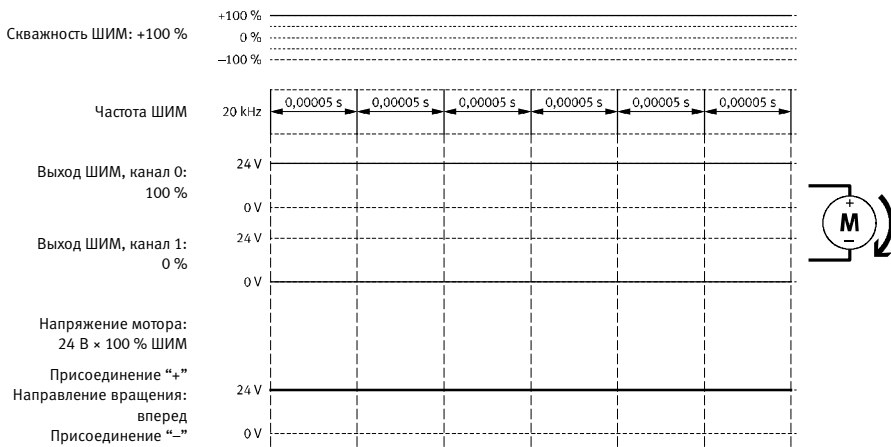 +100 %
Скважность ШИМ: +100 %
0 %
–100 %
Частота ШИМ
20 kHz
0,00005 s
0,00005 s
0,00005 s
0,00005 s
0,00005 s
0,00005 s
Выход ШИМ, канал 0:
100 %
24 V
0 V
Выход ШИМ, канал 1:
0 %
24 V
0 V
+
M
–
Напряжение мотора:
24 В × 100 % ШИМ
Присоединение “+”
Направление вращения:
вперед
Присоединение “–”
24 V
0 V